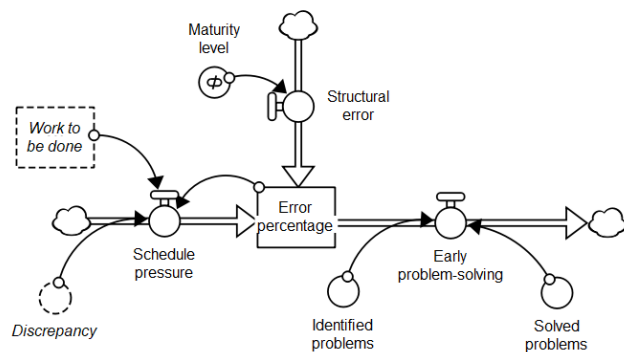 Maturity
level
ϕ
Structural
error
Work to
be done
Error
percentage
Schedule
pressure
Early
problem-solving
Discrepancy
Identified
problems
Solved
problems